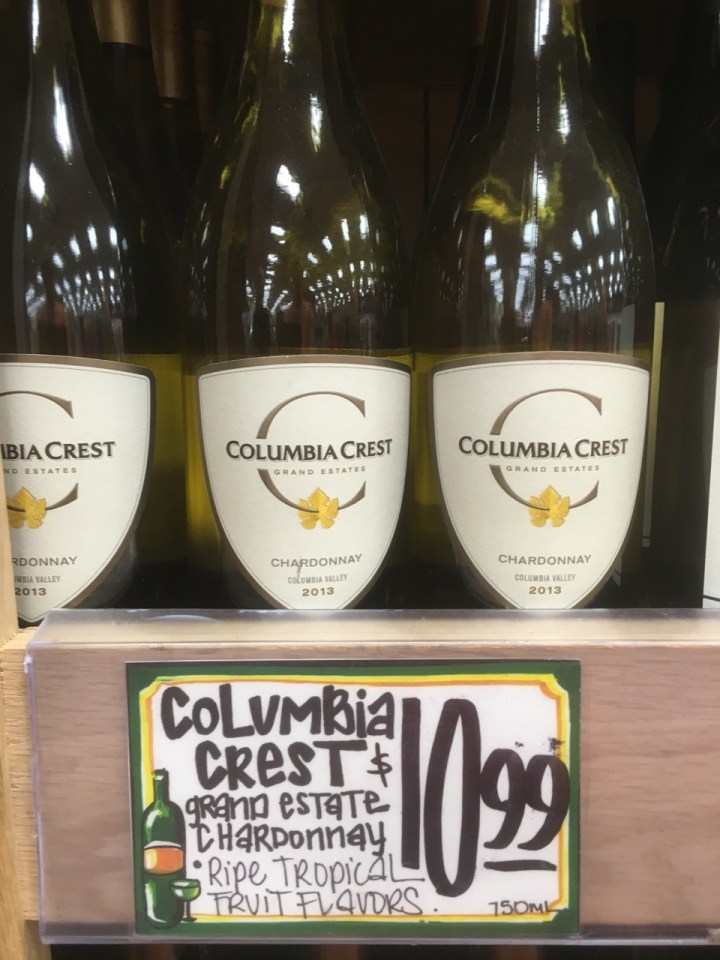 BIA CREST
ND ESTATES
RDONNAY
MBIA VALLEY
2013
C
COLUMBIA CREST
GRAND ESTATES
CHARDONNAY
COLUMBIA VALLEY
2013
C
COLUMBIA CREST
GRAND ESTATES
CHARDONNAY
COLUMBIA VALLEY
2013
COLUMBia
CREST
grand estate
CHARDONNAY
• Ripe TROPICAL
FRUIT FLAVORS.
$10.99
750ML